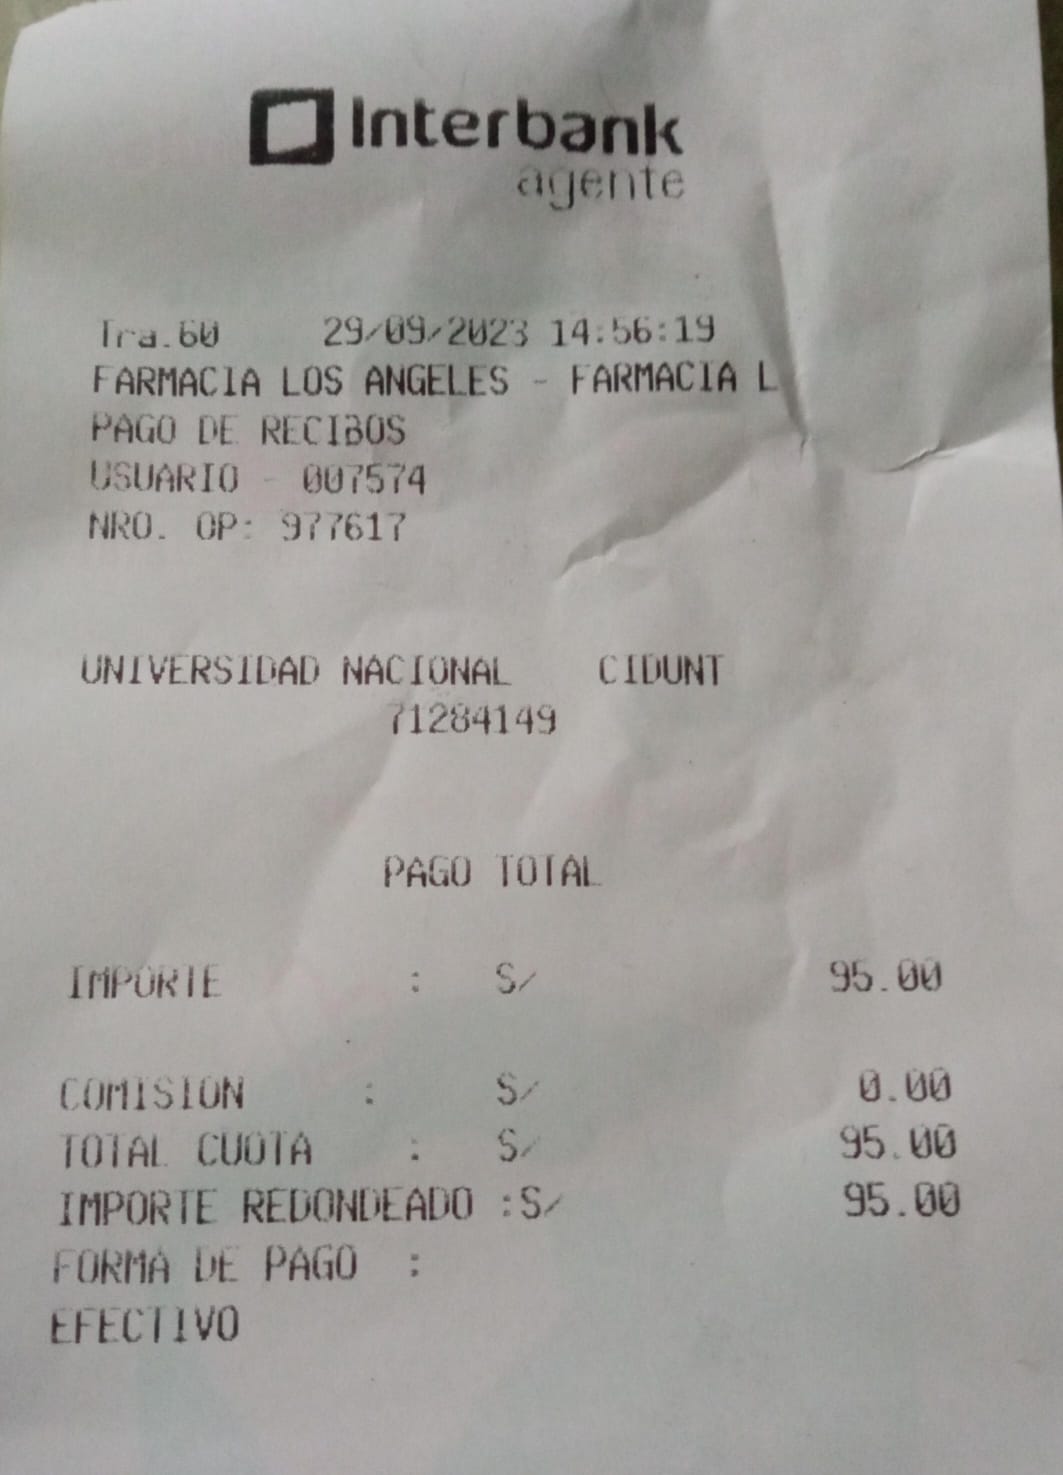 Interbank
agente
Tra.60 29/09/2023 14:56:19
FARMACIA LOS ANGELES - FARMACIA L
PAGO DE RECIBOS
USUARIO - 007574
NRO. OP: 977617
UNIVERSIDAD NACIONAL CIDUNT
71284149
PAGO TOTAL
IMPORTE : S/ 95.00
COMISION : S/ 0.00
TOTAL CUOTA : S/ 95.00
IMPORTE REDONDEADO :S/ 95.00
FORMA DE PAGO :
EFECTIVO